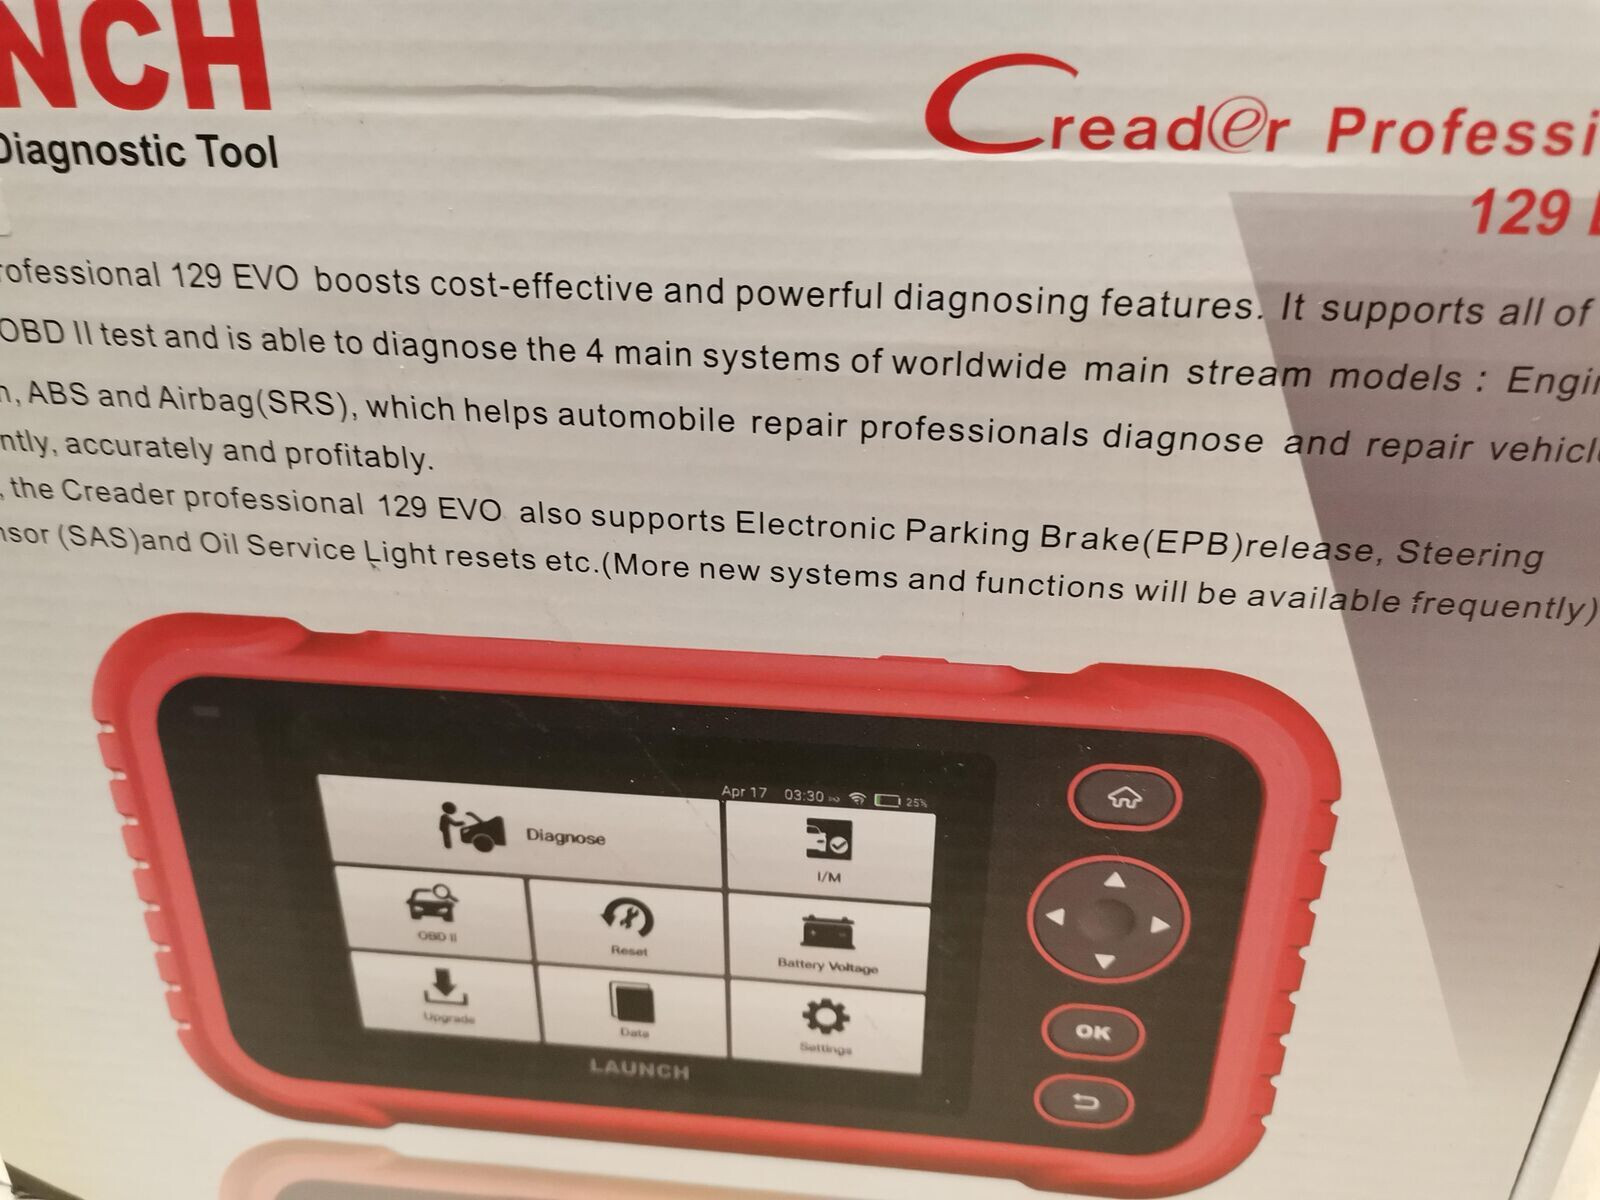 NCH
Diagnostic Tool
Creader Professi
129
rofessional 129 EVO boosts cost-effective and powerful diagnosing features. It supports all of
OBD II test and is able to diagnose the 4 main systems of worldwide main stream models : Engin
n, ABS and Airbag(SRS), which helps automobile repair professionals diagnose and repair vehicle
ntly, accurately and profitably.
, the Creader professional 129 EVO also supports Electronic Parking Brake(EPB)release, Steering
nsor (SAS)and Oil Service Light resets etc.(More new systems and functions will be available frequently)
Apr 17 03:30 25%
Diagnose
I/M
OBD II
Reset
Battery Voltage
Upgrade
Data
Settings
LAUNCH
OK